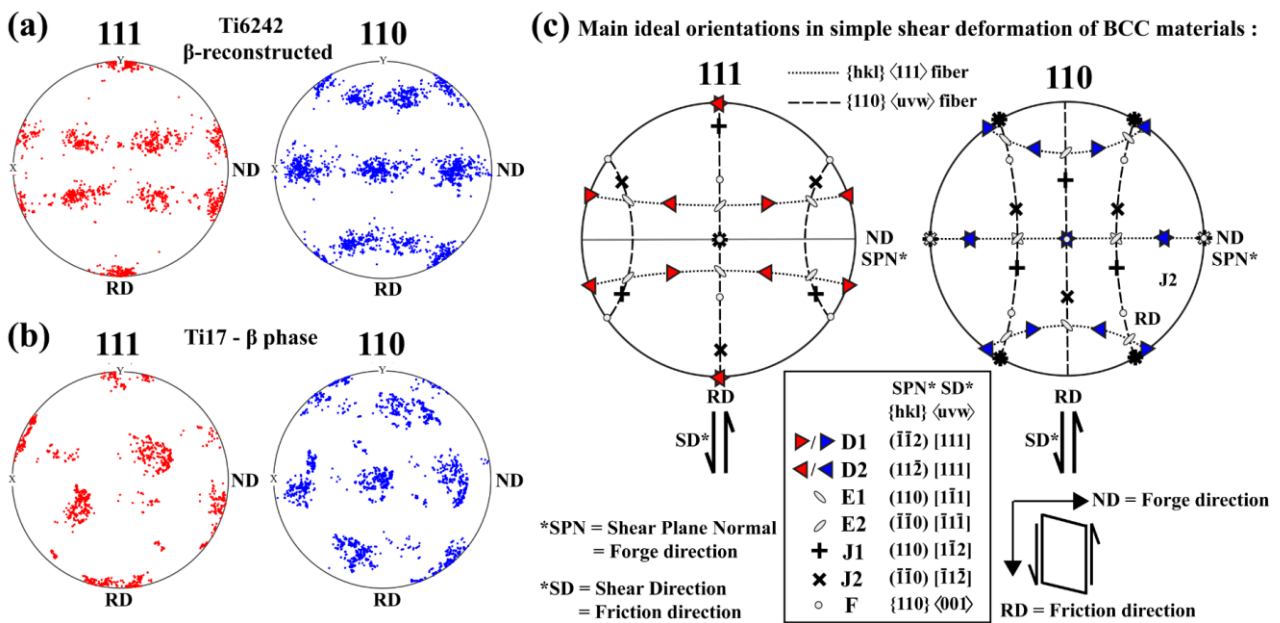 (a)
Ti6242
β-reconstructed
111
110
Y
Y
X
ND
X
ND
RD
RD
(b)
Ti17 - β phase
111
110
Y
Y
X
ND
X
ND
RD
RD
(c) Main ideal orientations in simple shear deformation of BCC materials :
111
{hkl} ⟨111⟩ fiber
{110} ⟨uvw⟩ fiber
110
ND
SPN*
ND
SPN*
J2
RD
RD
RD
SD*
SD*
SPN* SD*
{hkl} ⟨uvw⟩
/ D1 (1̅1̅2) [111]
/ D2 (112̅) [111]
E1 (110) [11̅1]
E2 (1̅1̅0) [1̅11̅]
J1 (110) [11̅2]
J2 (1̅1̅0) [1̅12̅]
F {110} ⟨001⟩
*SPN = Shear Plane Normal
= Forge direction
*SD = Shear Direction
= Friction direction
ND = Forge direction
RD = Friction direction